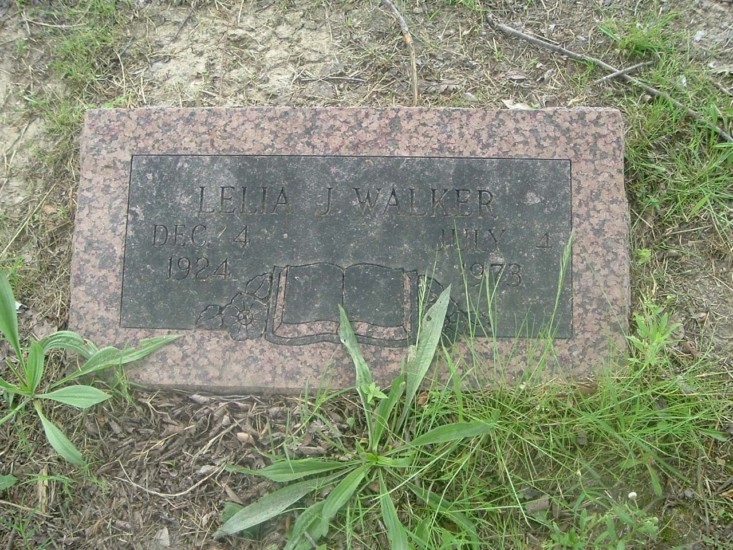 LELIA J. WALKER
DEC. 4 JULY 4
1924 1973